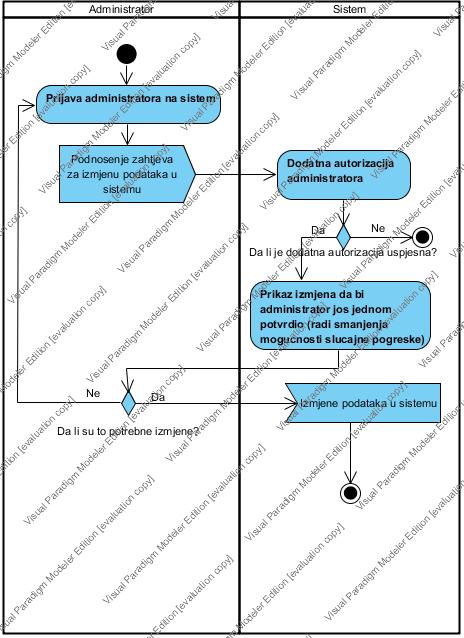 Administrator
Sistem
Prijava administratora na sistem
Podnosenje zahtjeva
za izmjenu podataka u
sistemu
Dodatna autorizacija
administratora
Da
Ne
Da li je dodatna autorizacija uspjesna?
Prikaz izmjena da bi
administrator jos jednom
potvrdio (radi smanjenja
mogucnosti slucajne pogreske)
Ne
Da
Izmjene podataka u sistemu
Da li su to potrebne izmjene?
Visual Paradigm Modeler Edition [evaluation copy]